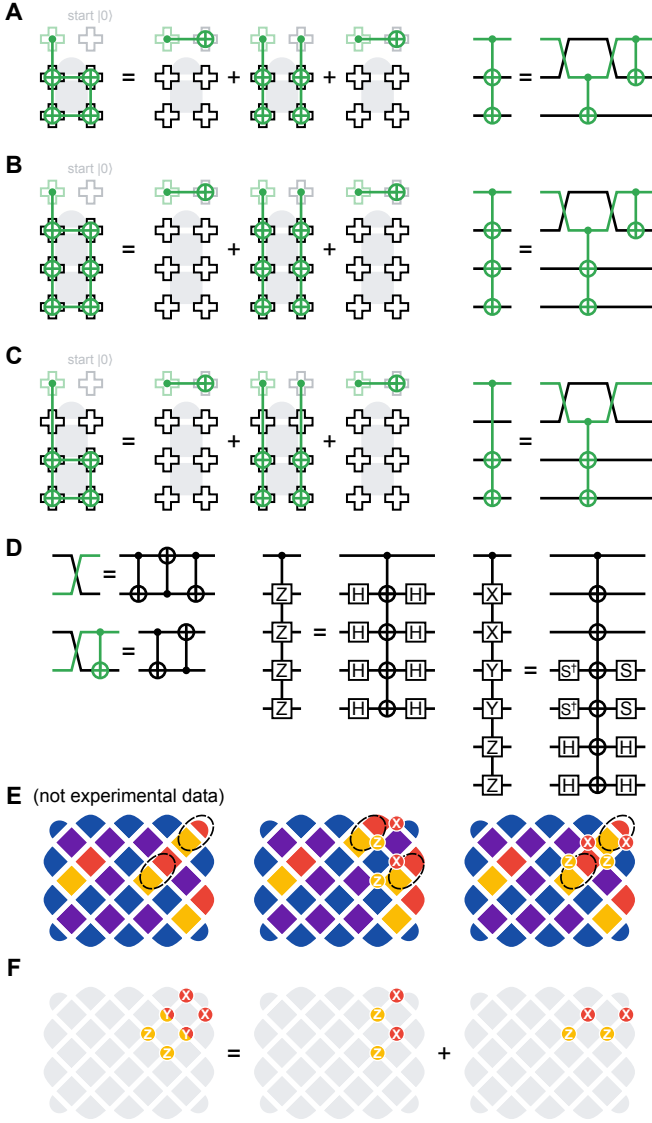 A
start |0⟩
= + +
=
B
start |0⟩
= + +
=
C
start |0⟩
= + +
=
D
=
=
Z = H H
Z H H
Z H H
Z H H
X
X
Y = S† S
Y S† S
Z H H
Z H H
E (not experimental data)
X
Z
X
Z
X X
Z Z
F
X
Y X
Z Y
Z
=
X
Z
X
Z
+
X X
Z Z